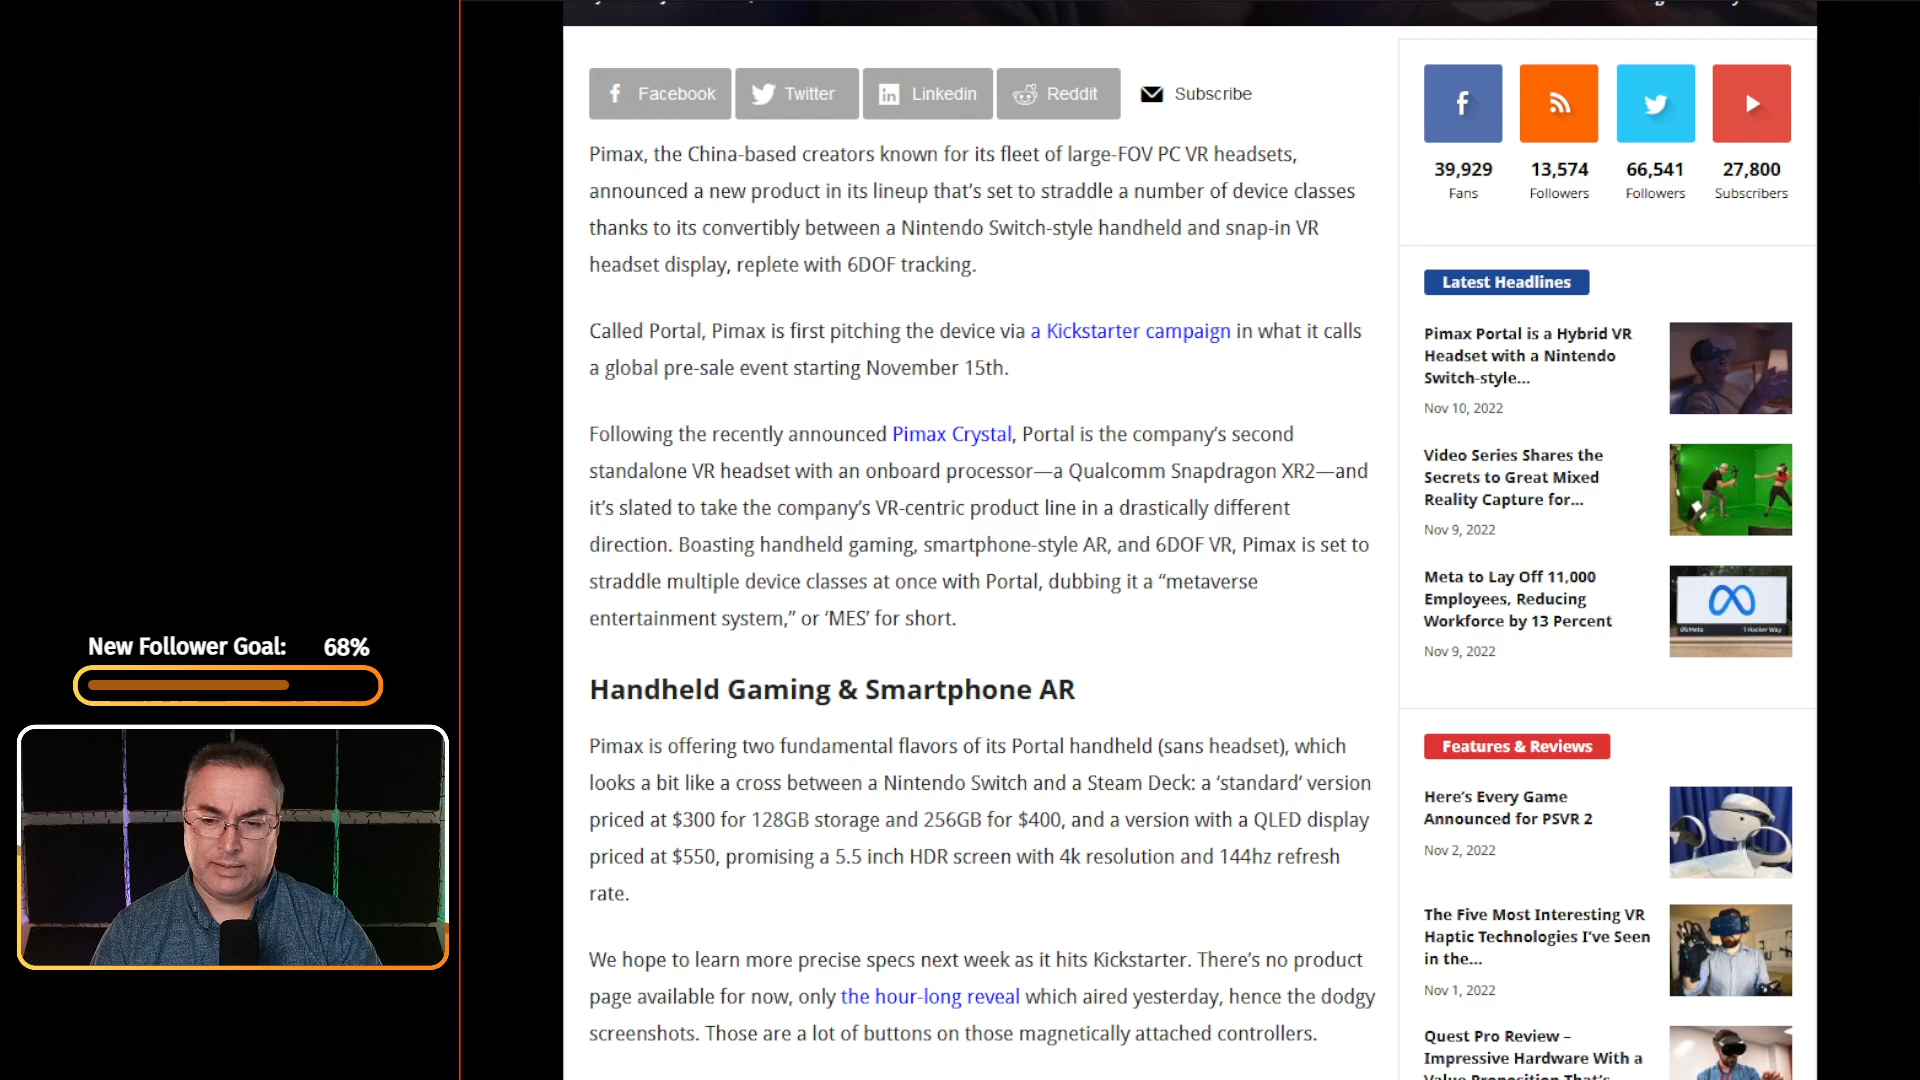 Facebook Twitter Linkedin Reddit Subscribe
Pimax, the China-based creators known for its fleet of large-FOV PC VR headsets,
announced a new product in its lineup that’s set to straddle a number of device classes
thanks to its convertibly between a Nintendo Switch-style handheld and snap-in VR
headset display, replete with 6DOF tracking.
Called Portal, Pimax is first pitching the device via a Kickstarter campaign in what it calls
a global pre-sale event starting November 15th.
Following the recently announced Pimax Crystal, Portal is the company’s second
standalone VR headset with an onboard processor—a Qualcomm Snapdragon XR2—and
it’s slated to take the company’s VR-centric product line in a drastically different
direction. Boasting handheld gaming, smartphone-style AR, and 6DOF VR, Pimax is set to
straddle multiple device classes at once with Portal, dubbing it a “metaverse
entertainment system,” or ‘MES’ for short.
Handheld Gaming & Smartphone AR
Pimax is offering two fundamental flavors of its Portal handheld (sans headset), which
looks a bit like a cross between a Nintendo Switch and a Steam Deck: a ‘standard’ version
priced at $300 for 128GB storage and 256GB for $400, and a version with a QLED display
priced at $550, promising a 5.5 inch HDR screen with 4k resolution and 144hz refresh
rate.
We hope to learn more precise specs next week as it hits Kickstarter. There’s no product
page available for now, only the hour-long reveal which aired yesterday, hence the dodgy
screenshots. Those are a lot of buttons on those magnetically attached controllers.
39,929 13,574 66,541 27,800
Fans Followers Followers Subscribers
Latest Headlines
Pimax Portal is a Hybrid VR
Headset with a Nintendo
Switch-style...
Nov 10, 2022
Video Series Shares the
Secrets to Great Mixed
Reality Capture for...
Nov 9, 2022
Meta to Lay Off 11,000
Employees, Reducing
Workforce by 13 Percent
Nov 9, 2022
Features & Reviews
Here’s Every Game
Announced for PSVR 2
Nov 2, 2022
The Five Most Interesting VR
Haptic Technologies I’ve Seen
in the...
Nov 1, 2022
Quest Pro Review –
Impressive Hardware With a
Value Proposition That’s
New Follower Goal: 68%